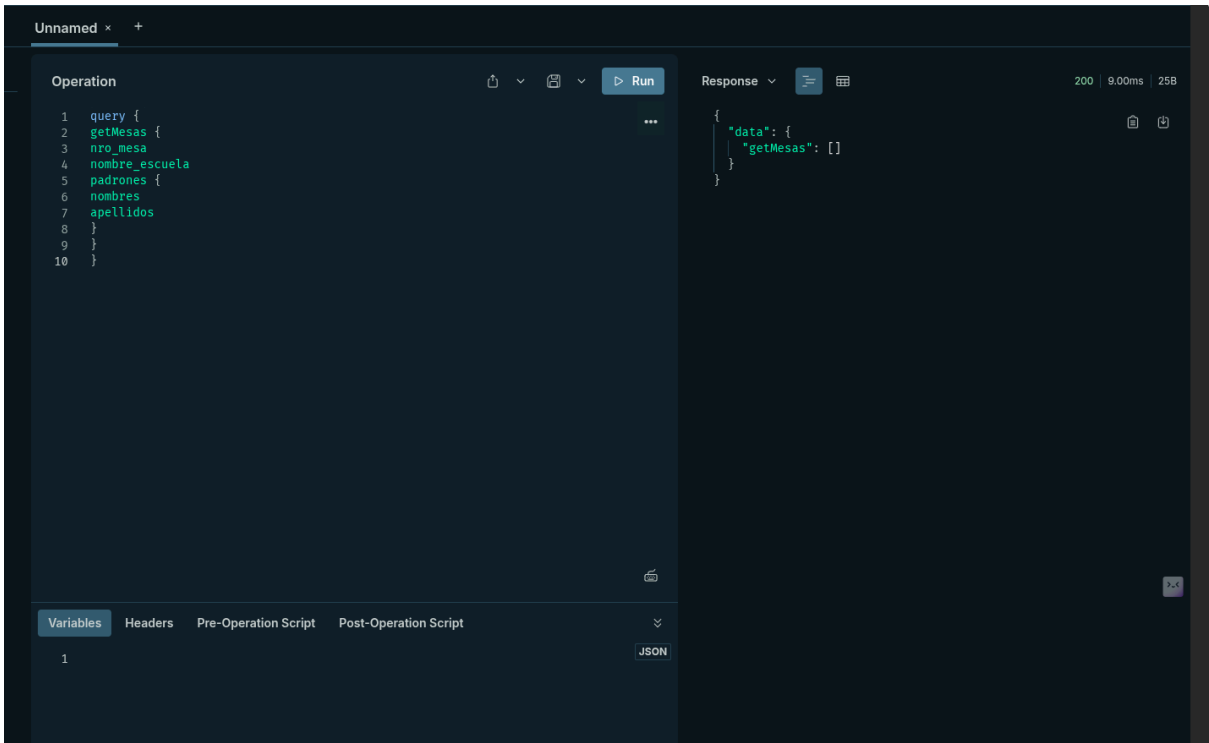 Unnamed × +
Operation
Run
1 query {
2 getMesas {
3 nro_mesa
4 nombre_escuela
5 padrones {
6 nombres
7 apellidos
8 }
9 }
10 }
Variables Headers Pre-Operation Script Post-Operation Script
JSON
1
Response
200 9.00ms 25B
{
"data": {
"getMesas": []
}
}